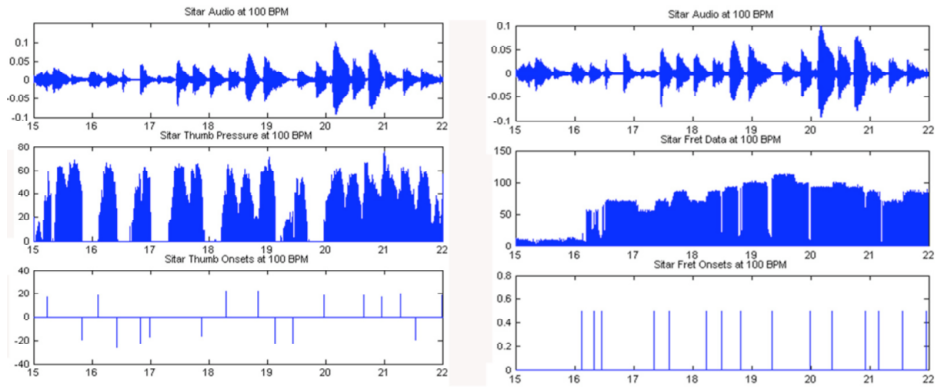 Sitar Audio at 100 BPM
0.1
0.05
0
-0.05
-0.1
15 16 17 18 19 20 21 22
Sitar Thumb Pressure at 100 BPM
80
60
40
20
0
15 16 17 18 19 20 21 22
Sitar Thumb Onsets at 100 BPM
40
20
0
-20
-40
15 16 17 18 19 20 21 22
Sitar Audio at 100 BPM
0.1
0.05
0
-0.05
-0.1
15 16 17 18 19 20 21 22
Sitar Fret Data at 100 BPM
150
100
50
0
15 16 17 18 19 20 21 22
Sitar Fret Onsets at 100 BPM
0.8
0.6
0.4
0.2
0
15 16 17 18 19 20 21 22